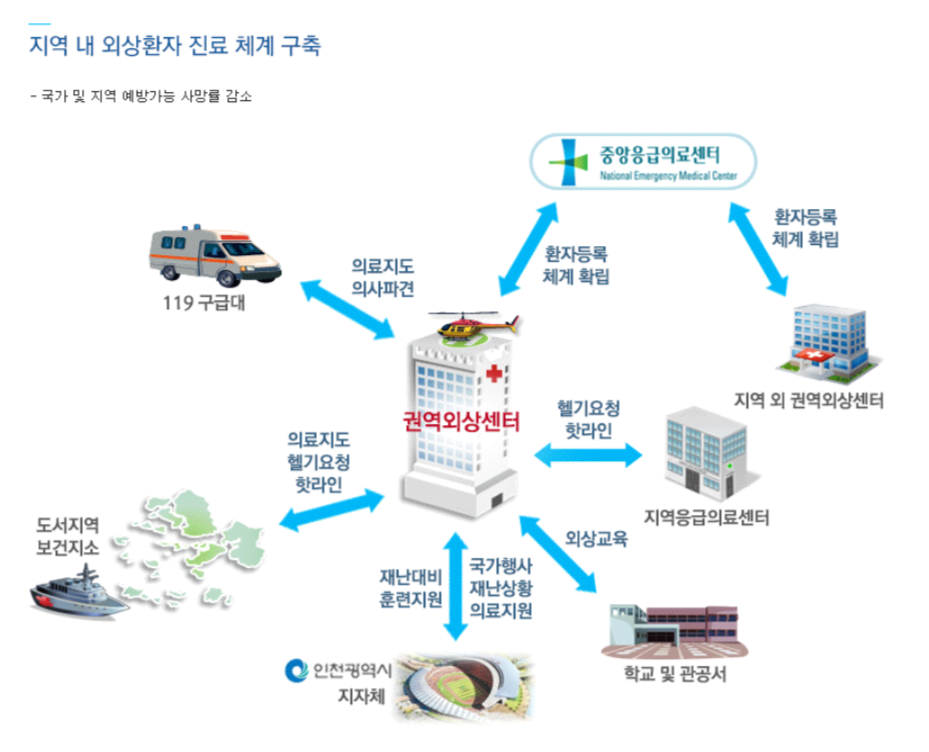 지역 내 외상환자 진료 체계 구축
- 국가 및 지역 예방가능 사망률 감소
중앙응급의료센터
National Emergency Medical Center
환자등록
체계 확립
환자등록
체계 확립
의료지도
의사파견
119 구급대
지역 외 권역외상센터
권역외상센터
헬기요청
핫라인
지역응급의료센터
의료지도
헬기요청
핫라인
도서지역
보건지소
외상교육
재난대비
훈련지원
국가행사
재난상황
의료지원
학교 및 관공서
인천광역시
지자체